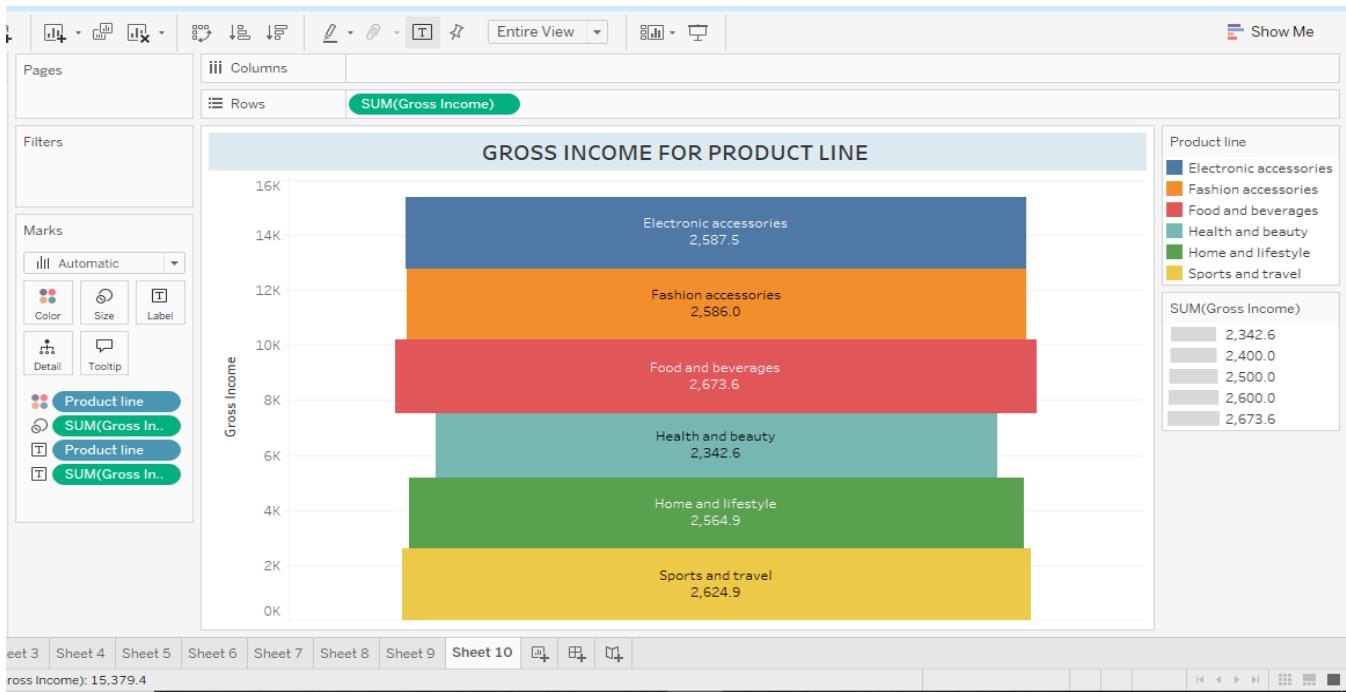 Entire View
Show Me
Pages
Columns
Rows
SUM(Gross Income)
Filters
Marks
Automatic
Color
Size
Label
Detail
Tooltip
Product line
SUM(Gross In..
Product line
SUM(Gross In..
GROSS INCOME FOR PRODUCT LINE
Gross Income
16K
14K
12K
10K
8K
6K
4K
2K
0K
Electronic accessories
2,587.5
Fashion accessories
2,586.0
Food and beverages
2,673.6
Health and beauty
2,342.6
Home and lifestyle
2,564.9
Sports and travel
2,624.9
Product line
Electronic accessories
Fashion accessories
Food and beverages
Health and beauty
Home and lifestyle
Sports and travel
SUM(Gross Income)
2,342.6
2,400.0
2,500.0
2,600.0
2,673.6
eet 3
Sheet 4
Sheet 5
Sheet 6
Sheet 7
Sheet 8
Sheet 9
Sheet 10
ross Income): 15,379.4